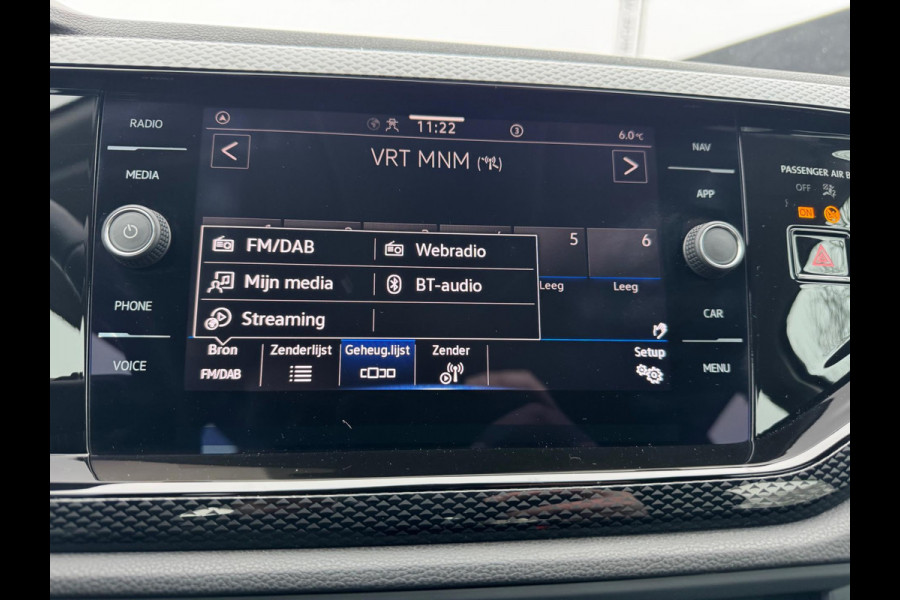 RADIO
MEDIA
PHONE
VOICE
11:22
3
6.0°C
VRT MNM
FM/DAB
Webradio
Mijn media
BT-audio
Streaming
5
6
Leeg
Leeg
Bron
FM/DAB
Zenderlijst
Geheug.lijst
Zender
Setup
NAV
APP
CAR
MENU
PASSENGER AIR B
OFF
ON